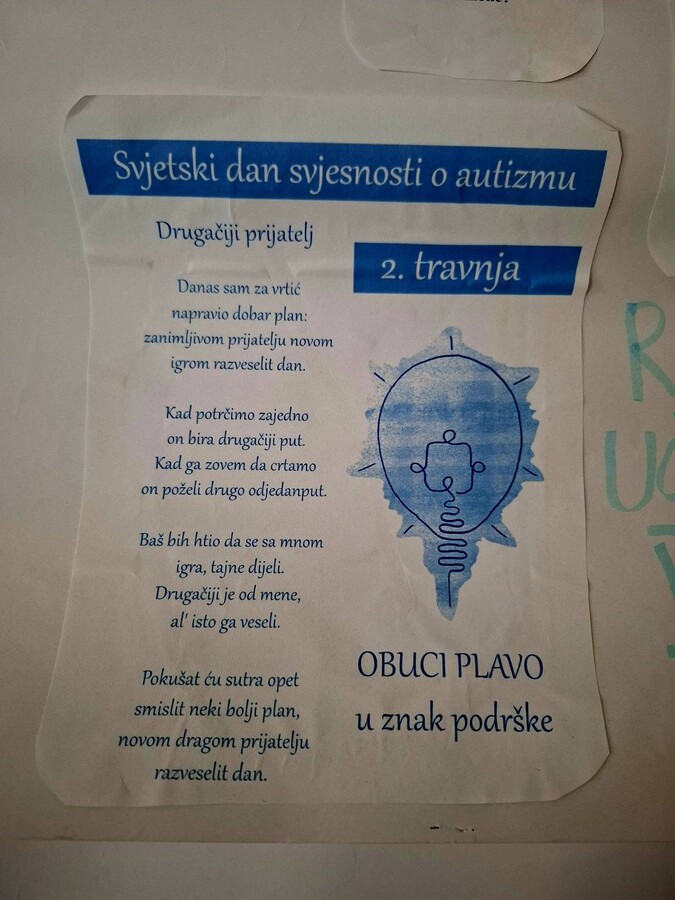 Svjetski dan svjesnosti o autizmu
Drugačiji prijatelj
2. travnja
Danas sam za vrtić
napravio dobar plan:
zanimljivom prijatelju novom
igrom razveselit dan.
Kad potrčimo zajedno
on bira drugačiji put.
Kad ga zovem da crtamo
on poželi drugo odjedanput.
Baš bih htio da se sa mnom
igra, tajne dijeli.
Drugačiji je od mene,
al' isto ga veseli.
Pokušat ću sutra opet
smislit neki bolji plan,
novom dragom prijatelju
razveselit dan.
OBUCI PLAVO
u znak podrške